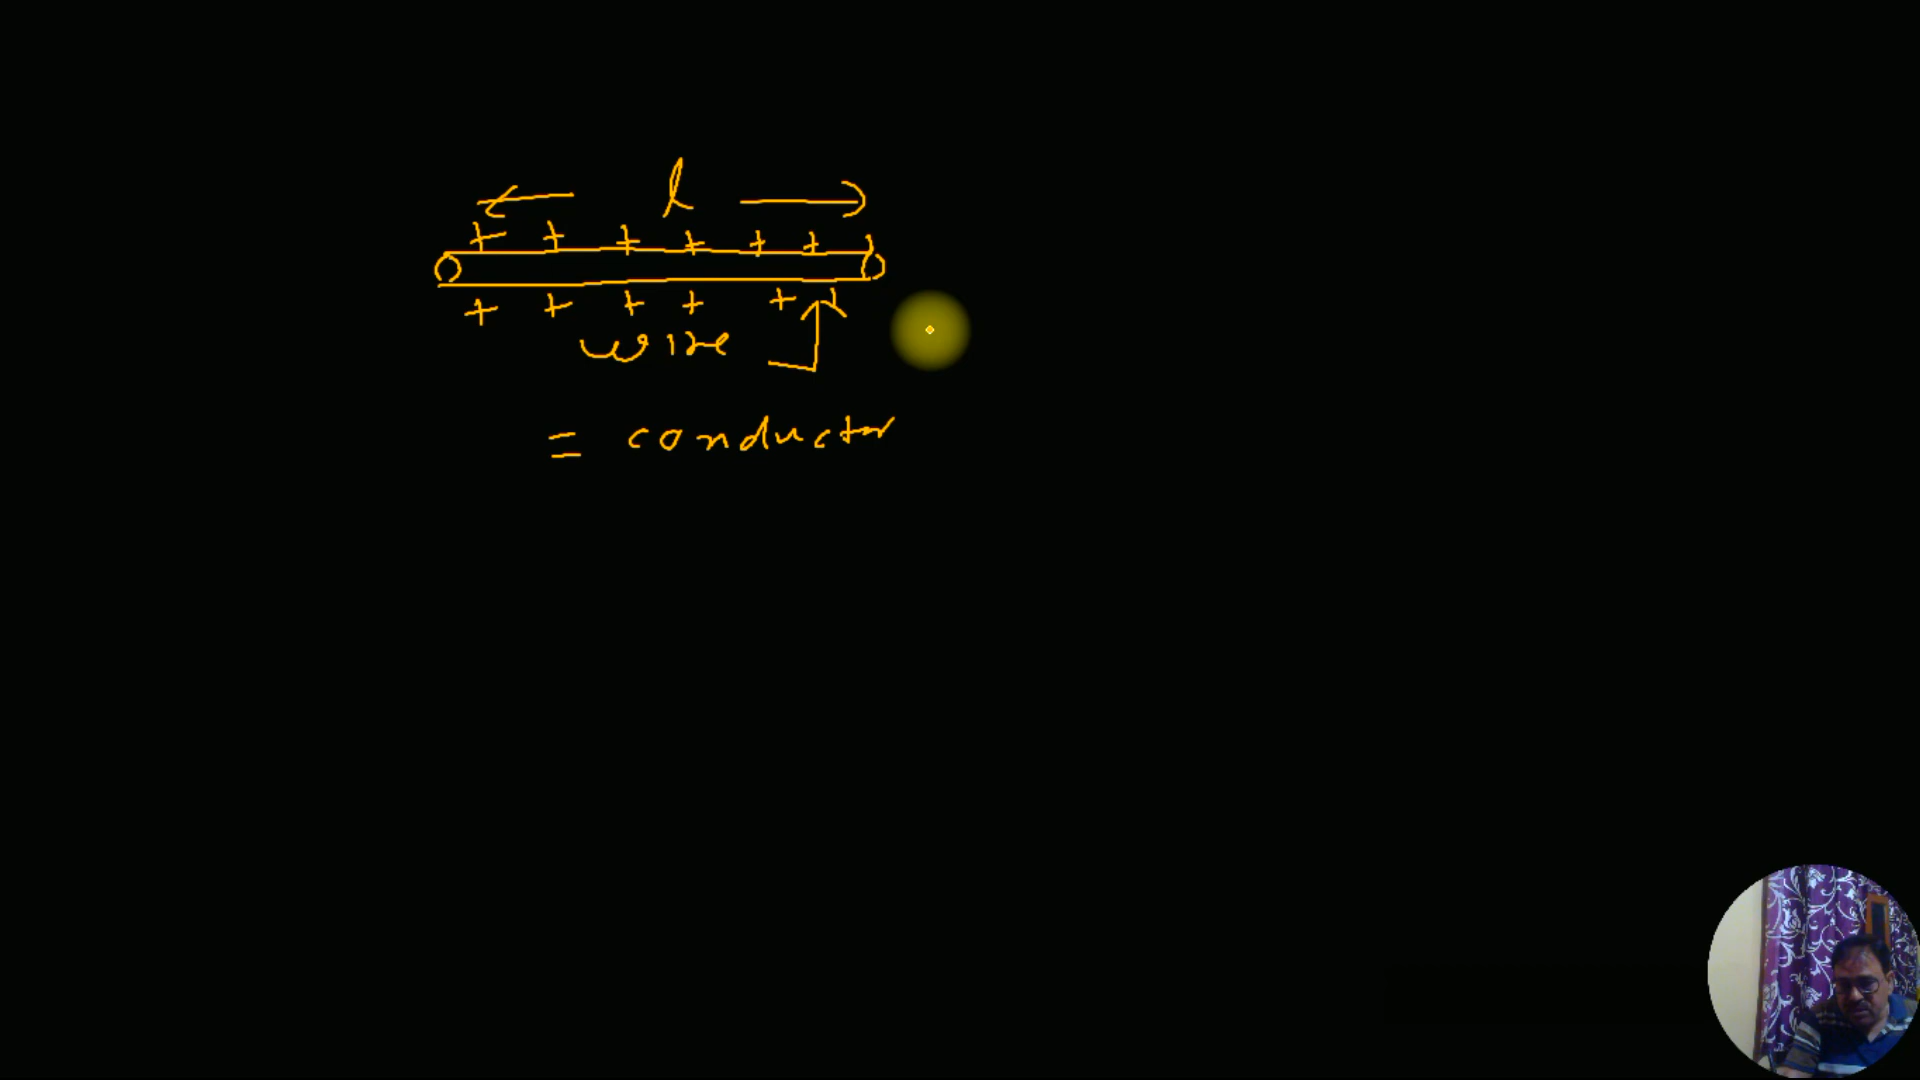 l
+ + + + + + +
+ + + + + +
wire
= conductor